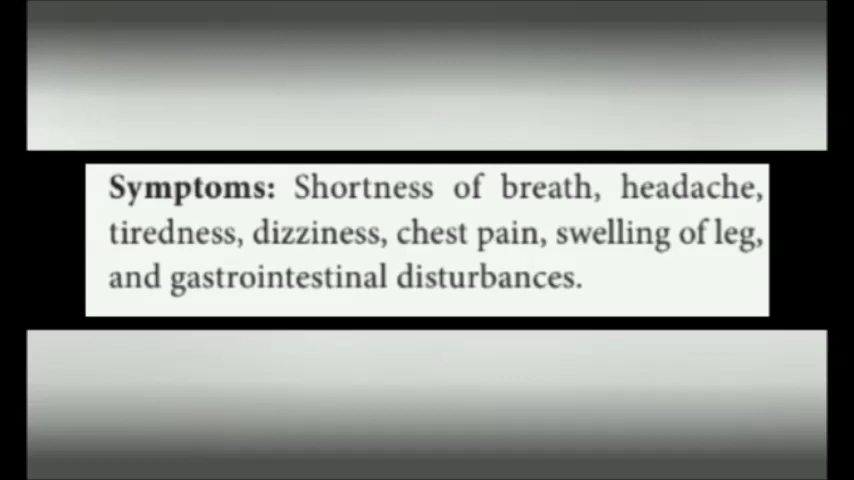 Symptoms: Shortness of breath, headache,
tiredness, dizziness, chest pain, swelling of leg,
and gastrointestinal disturbances.